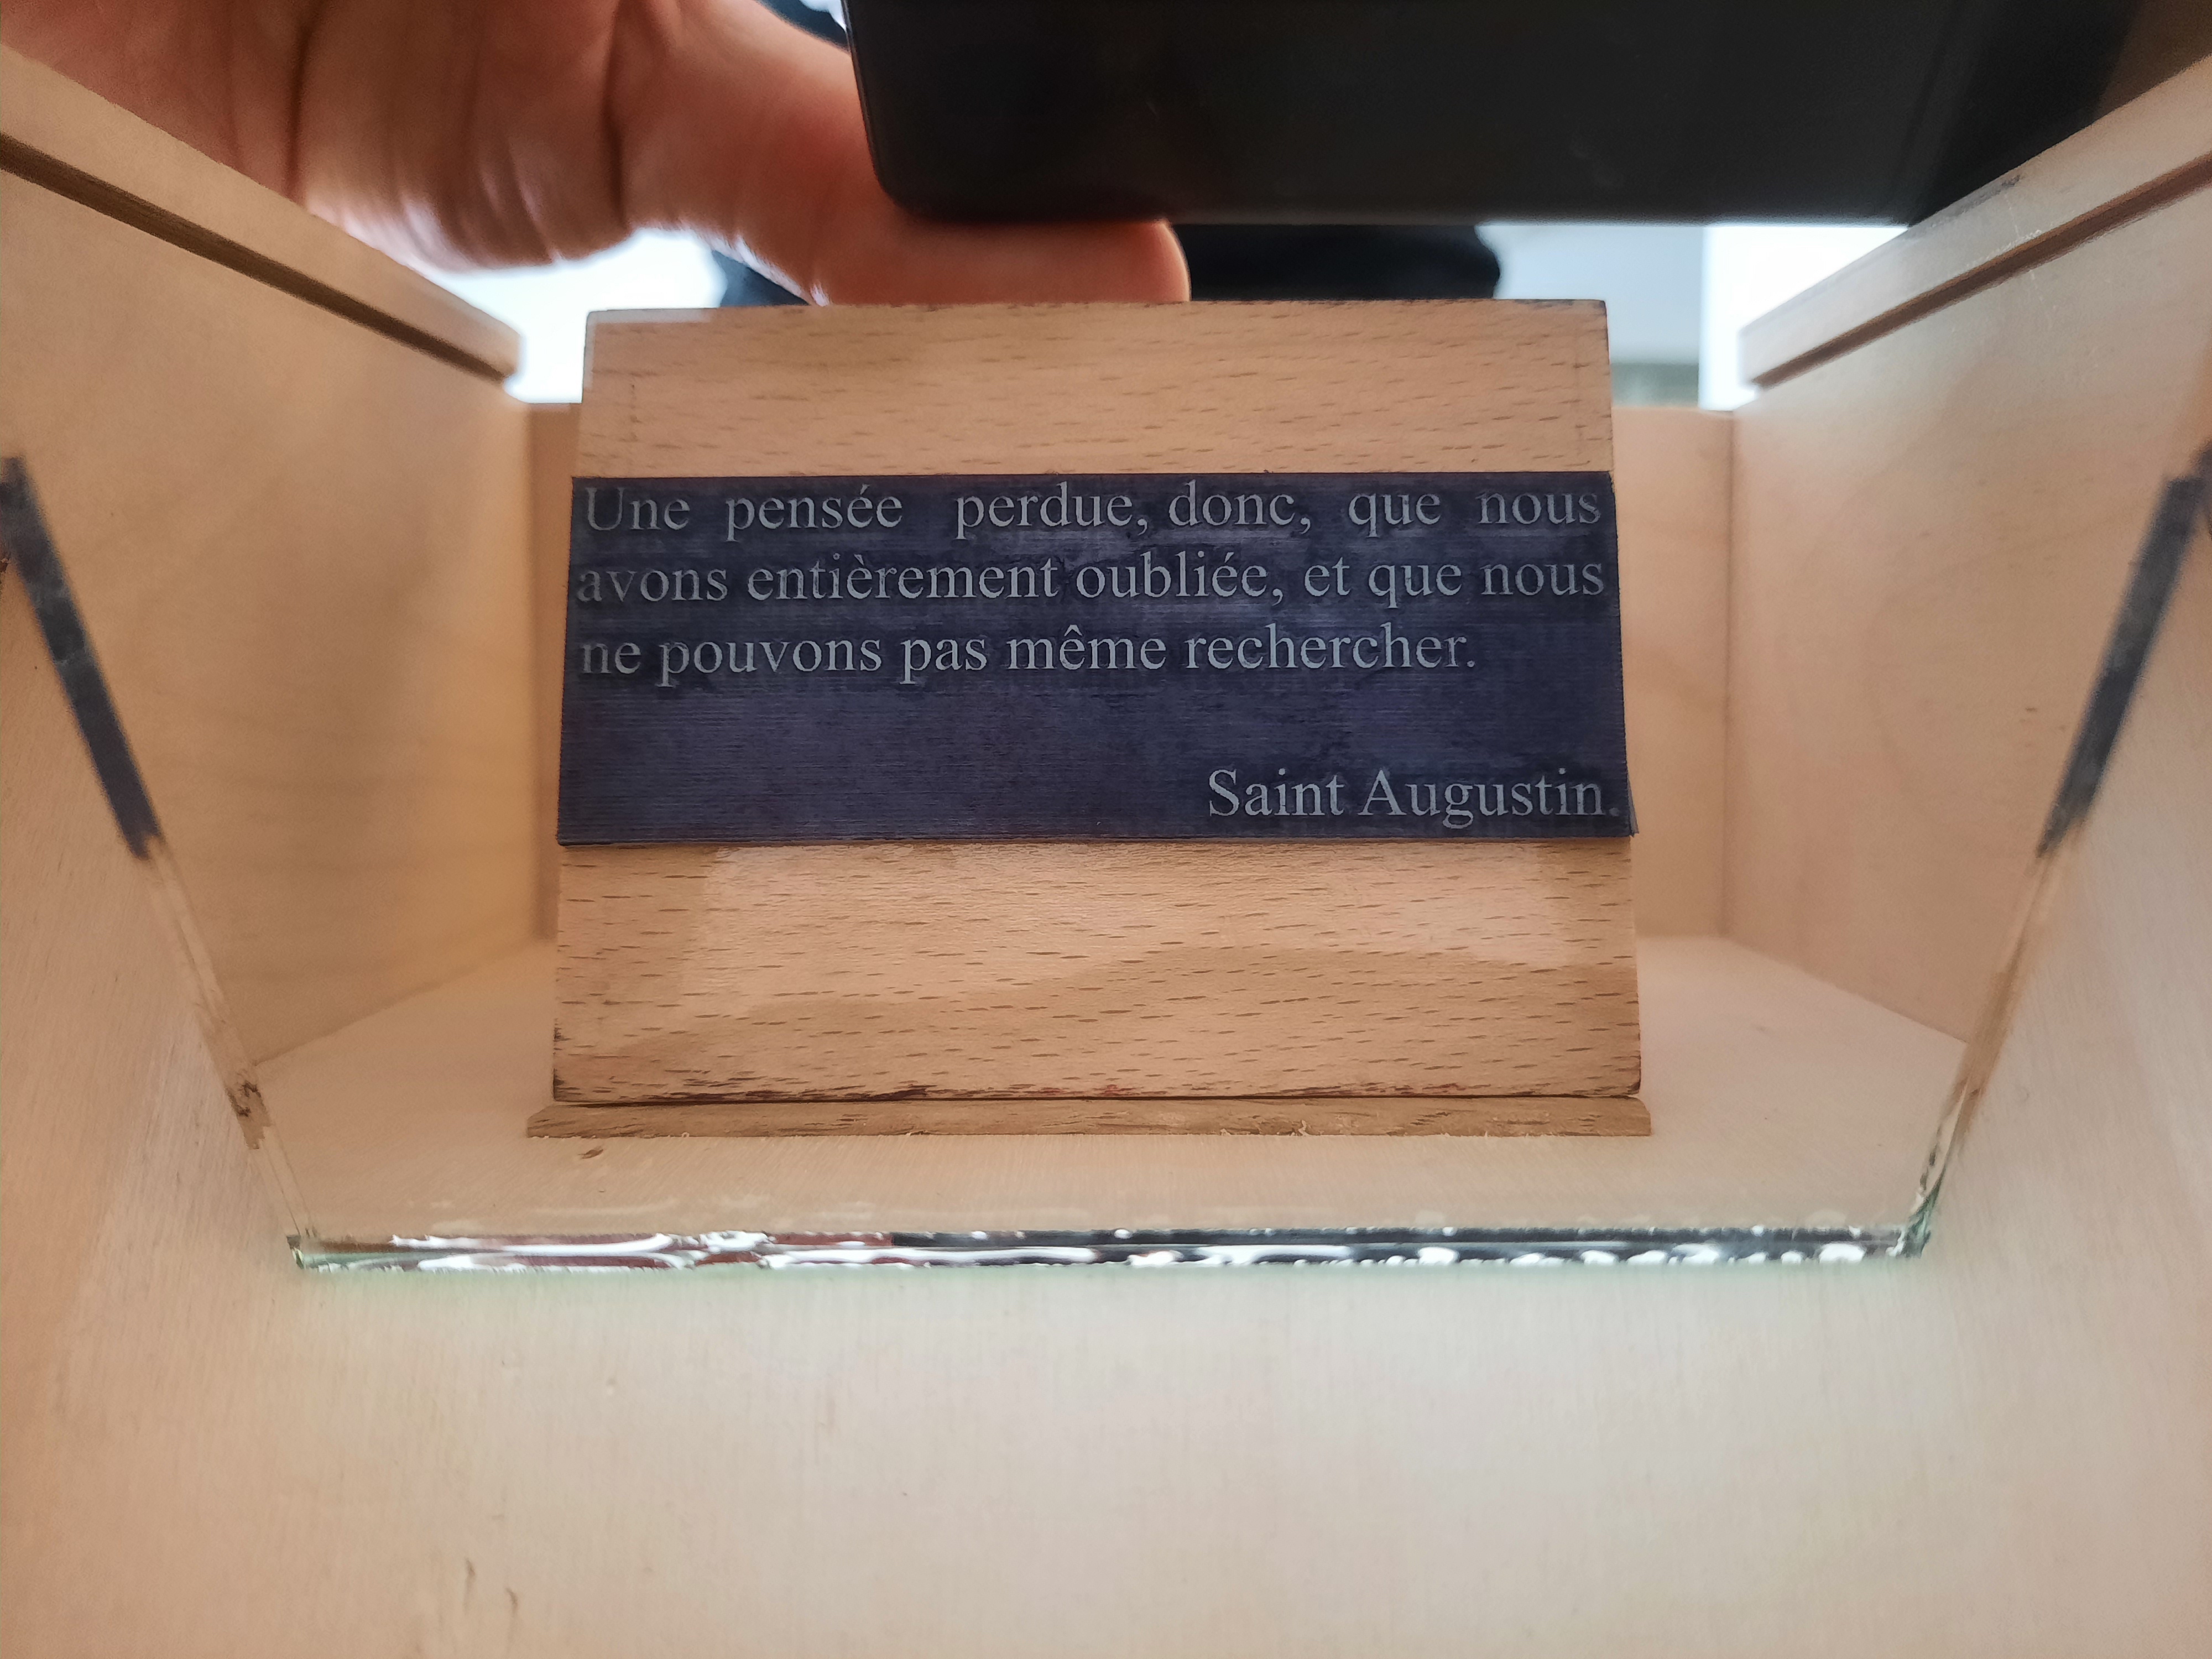 Une pensée perdue, donc, que nous
avons entièrement oubliée, et que nous
ne pouvons pas même rechercher.
Saint Augustin.